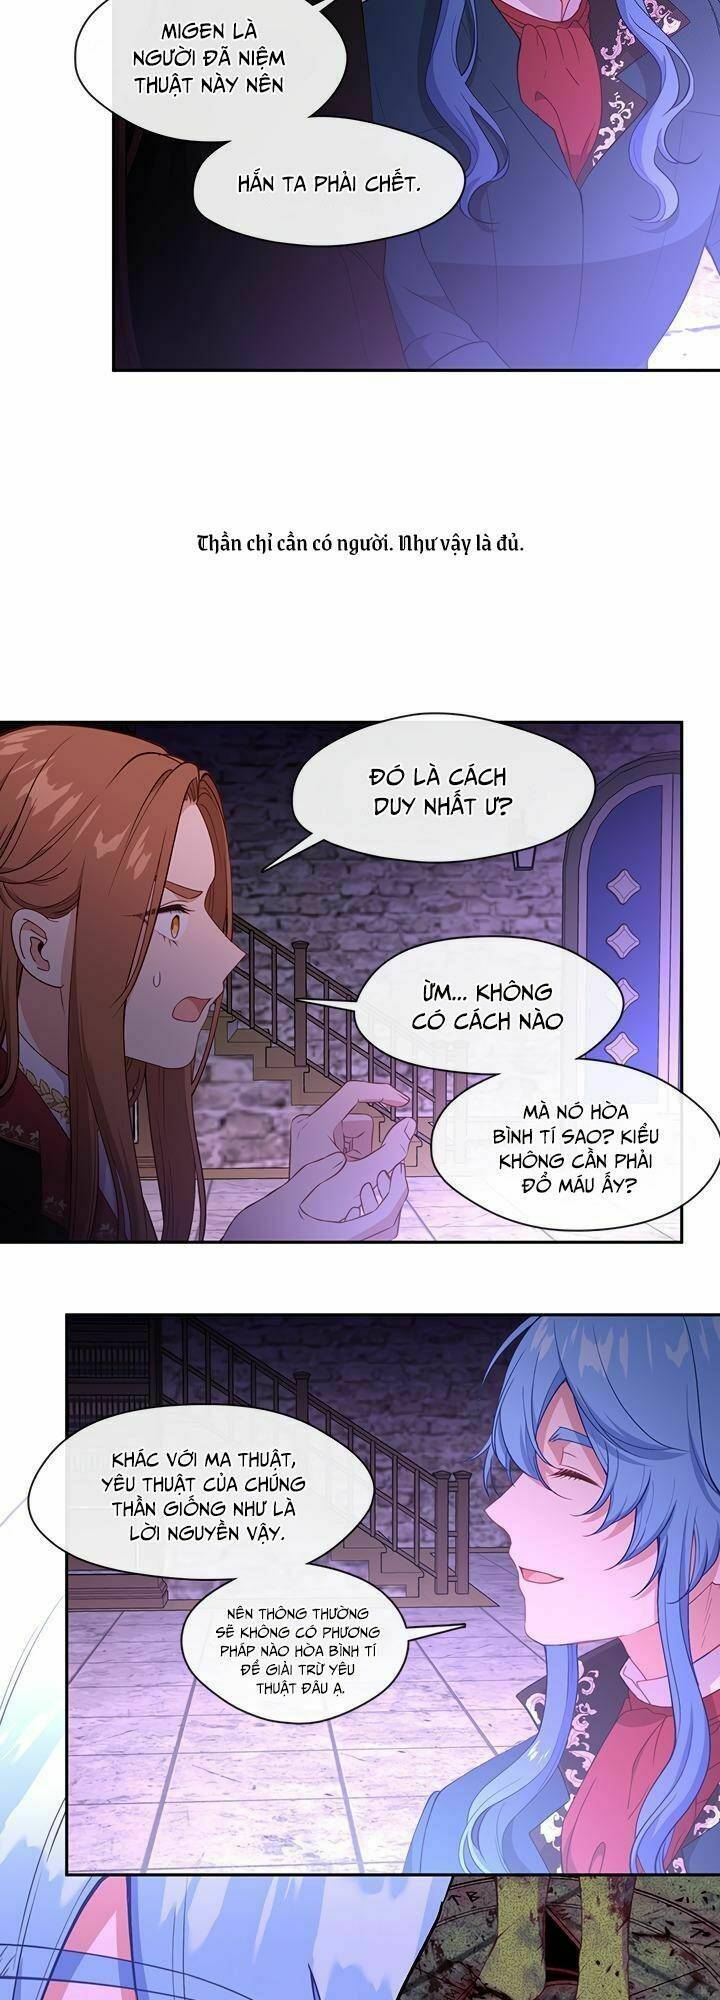 MIGEN LÀ
NGƯỜI ĐÃ NIỆM
THUẬT NÀY NÊN
HẮN TA PHẢI CHẾT.
Thần chỉ cần có người. Như vậy là đủ.
ĐÓ LÀ CÁCH
DUY NHẤT Ư?
ỪM... KHÔNG
CÓ CÁCH NÀO
MÀ NÓ HÒA
BÌNH TÍ SAO? KIỂU
KHÔNG CẦN PHẢI
ĐỔ MÁU ẤY?
KHÁC VỚI MA THUẬT,
YÊU THUẬT CỦA CHÚNG
THẦN GIỐNG NHƯ LÀ
LỜI NGUYỀN VẬY.
NÊN THÔNG THƯỜNG
SẼ KHÔNG CÓ PHƯƠNG
PHÁP NÀO HÒA BÌNH TÍ
ĐỂ GIẢI TRỪ YÊU
THUẬT ĐÂU Ạ.